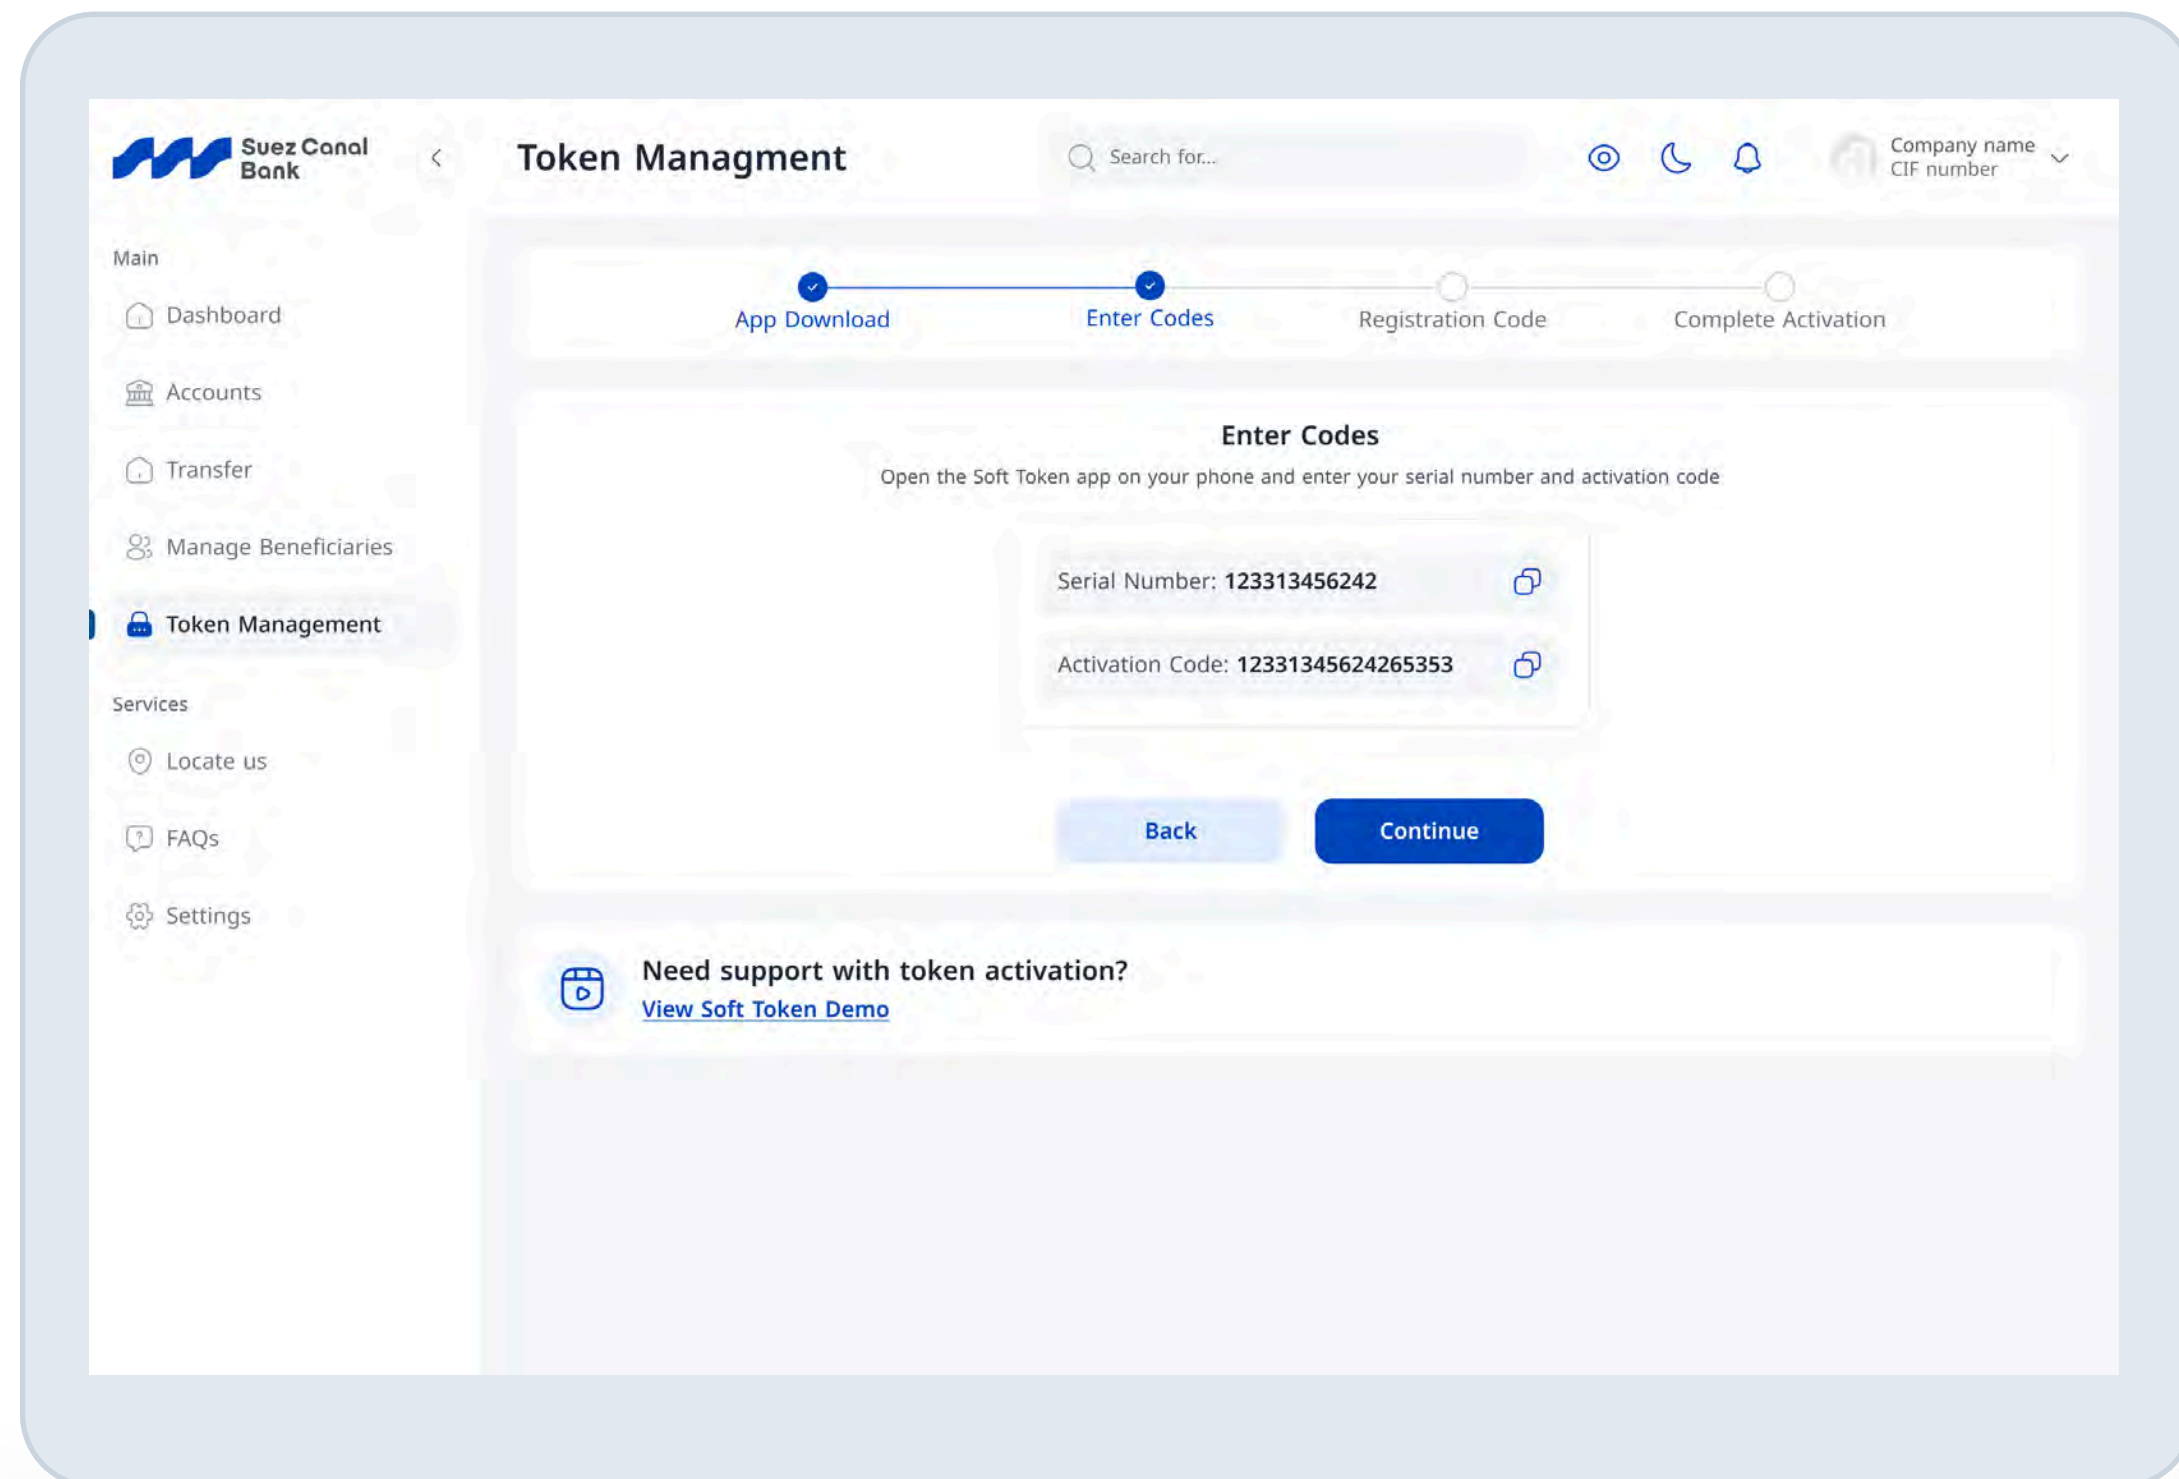 Suez Canal
Bank
Token Managment
Search for...
Company name
CIF number
Main
Dashboard
Accounts
Transfer
Manage Beneficiaries
Token Management
Services
Locate us
FAQs
Settings
App Download
Enter Codes
Registration Code
Complete Activation
Enter Codes
Open the Soft Token app on your phone and enter your serial number and activation code
Serial Number: 123313456242
Activation Code: 12331345624265353
Back
Continue
Need support with token activation?
View Soft Token Demo